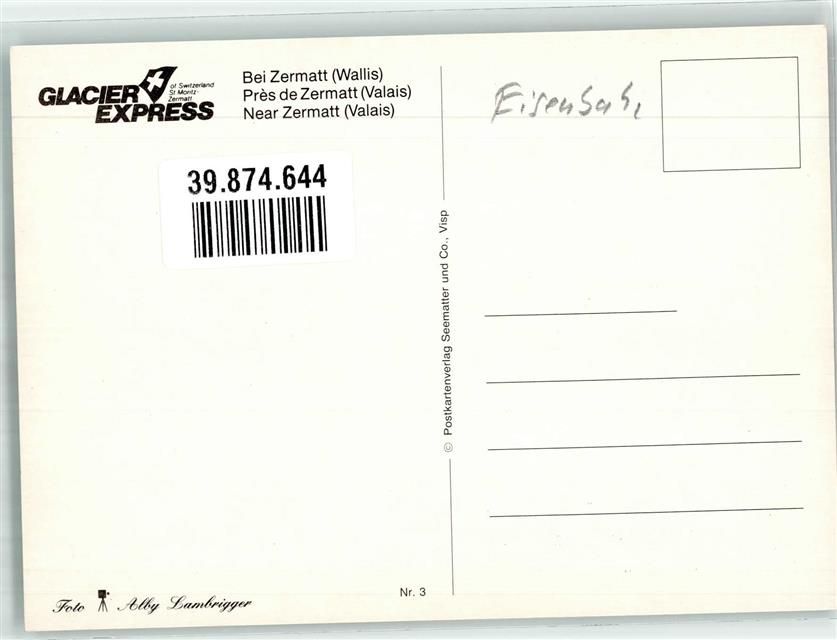 GLACIER EXPRESS
of Switzerland
St. Moritz-
Zermatt
Bei Zermatt (Wallis)
Près de Zermatt (Valais)
Near Zermatt (Valais)
Eisenbahn
39.874.644
© Postkartenverlag Seematter und Co., Visp
Nr. 3
Foto Alby Lambrigger